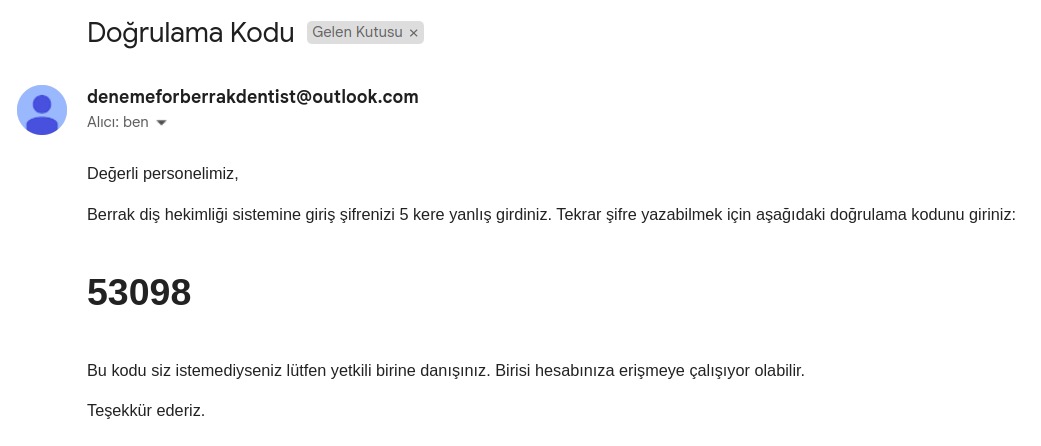 Doğrulama Kodu Gelen Kutusu ×
denemeforberrakdentist@outlook.com
Alıcı: ben
Değerli personelimiz,
Berrak diş hekimliği sistemine giriş şifrenizi 5 kere yanlış girdiniz. Tekrar şifre yazabilmek için aşağıdaki doğrulama kodunu giriniz:
53098
Bu kodu siz istemediyseniz lütfen yetkili birine danışınız. Birisi hesabınıza erişmeye çalışıyor olabilir.
Teşekkür ederiz.